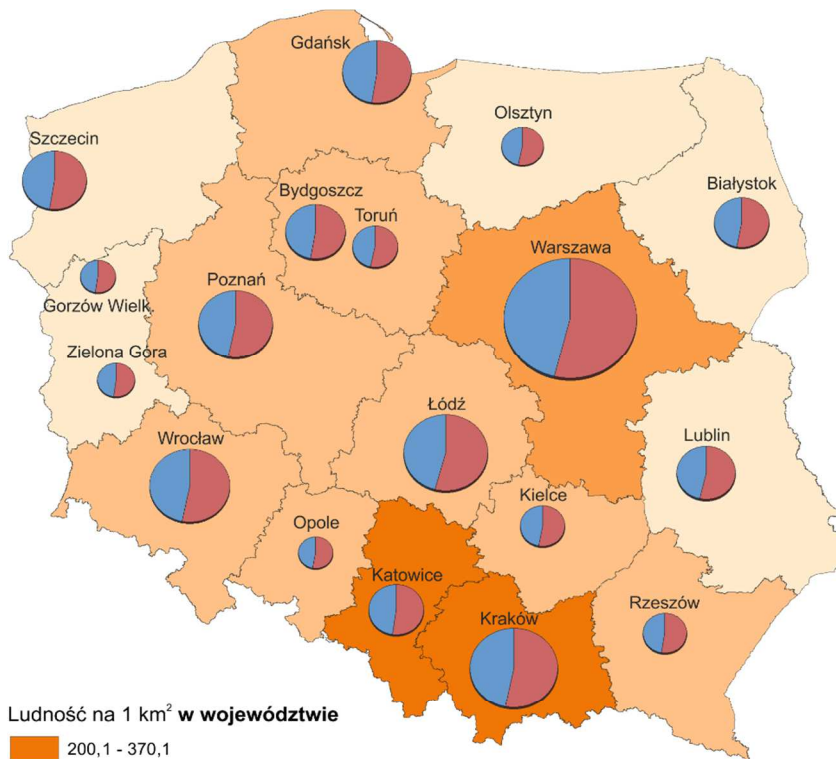 Gdańsk
Olsztyn
Szczecin
Białystok
Bydgoszcz
Toruń
Warszawa
Poznań
Gorzów Wielk.
Zielona Góra
Łódź
Wrocław
Lublin
Kielce
Opole
Katowice
Rzeszów
Kraków
Ludność na 1 km² w województwie
200,1 - 370,1